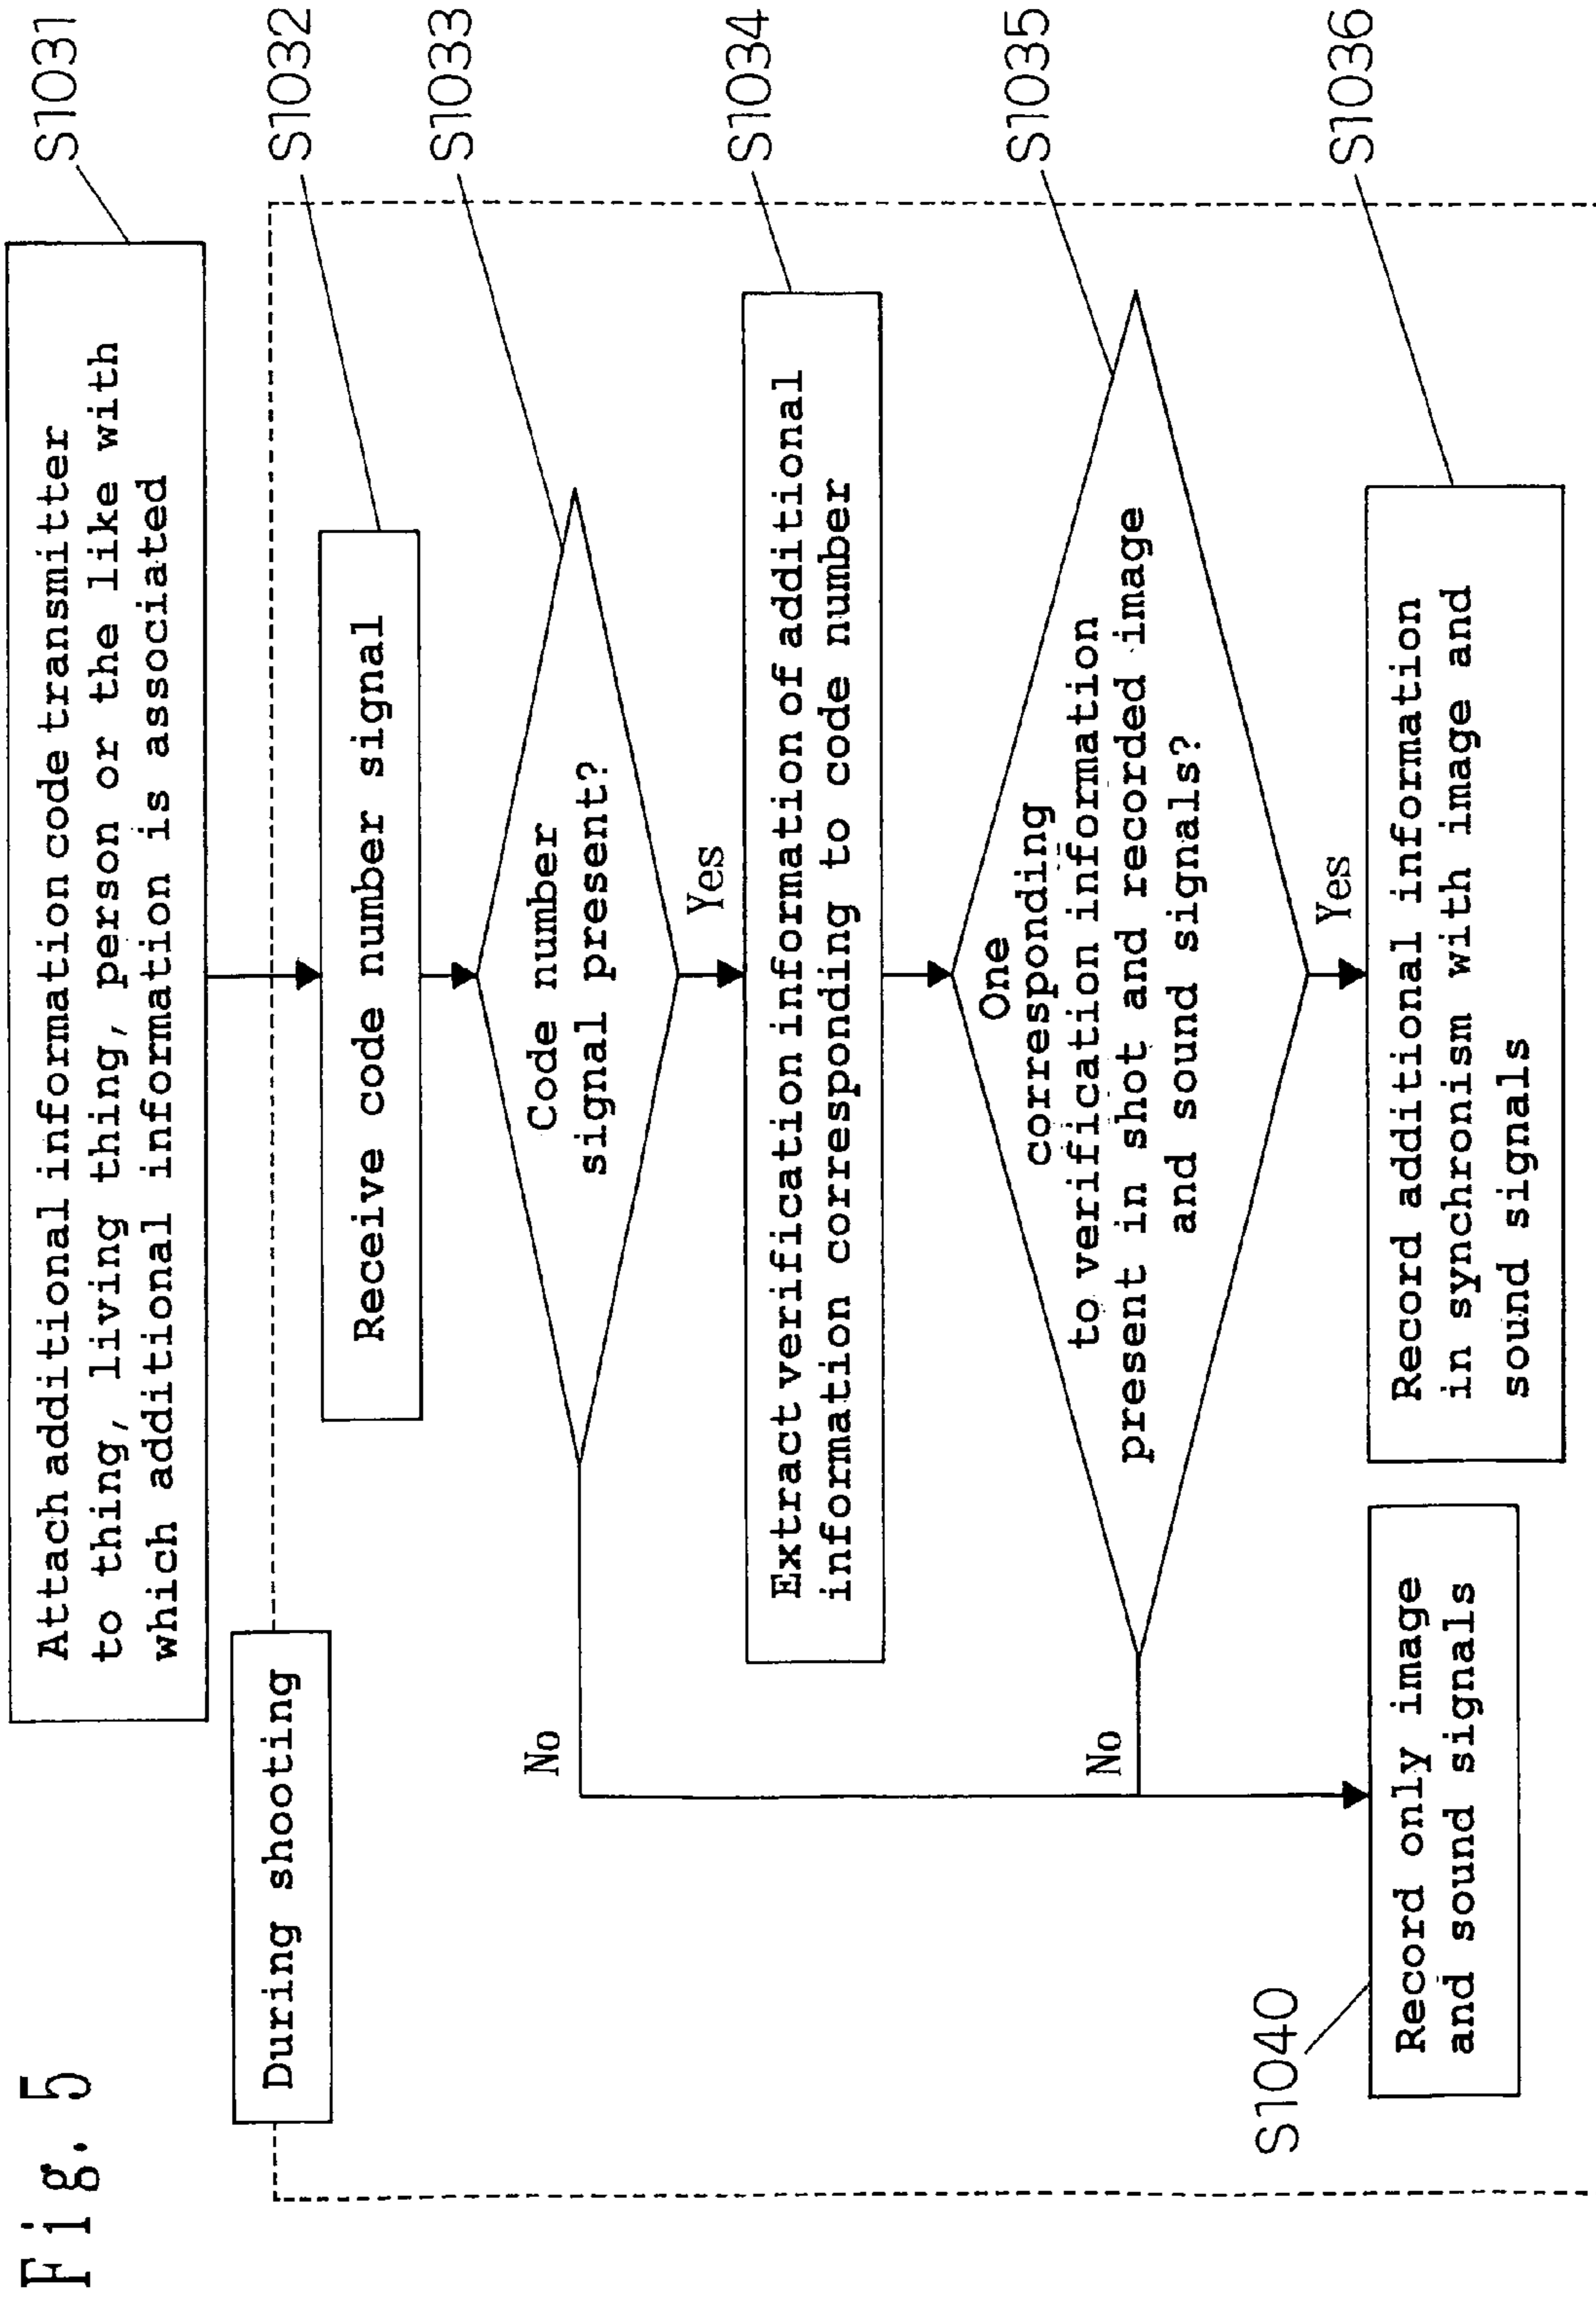 Fig. 5
Attach additional information code transmitter
to thing, living thing, person or the like with
which additional information is associated
S1031
During shooting
Receive code number signal
S1032
Code number
signal present?
S1033
No
Yes
Extract verification information of additional
information corresponding to code number
S1034
One
corresponding
to verification information
present in shot and recorded image
and sound signals?
S1035
No
Yes
S1040
Record only image
and sound signals
Record additional information
in synchronism with image and
sound signals
S1036